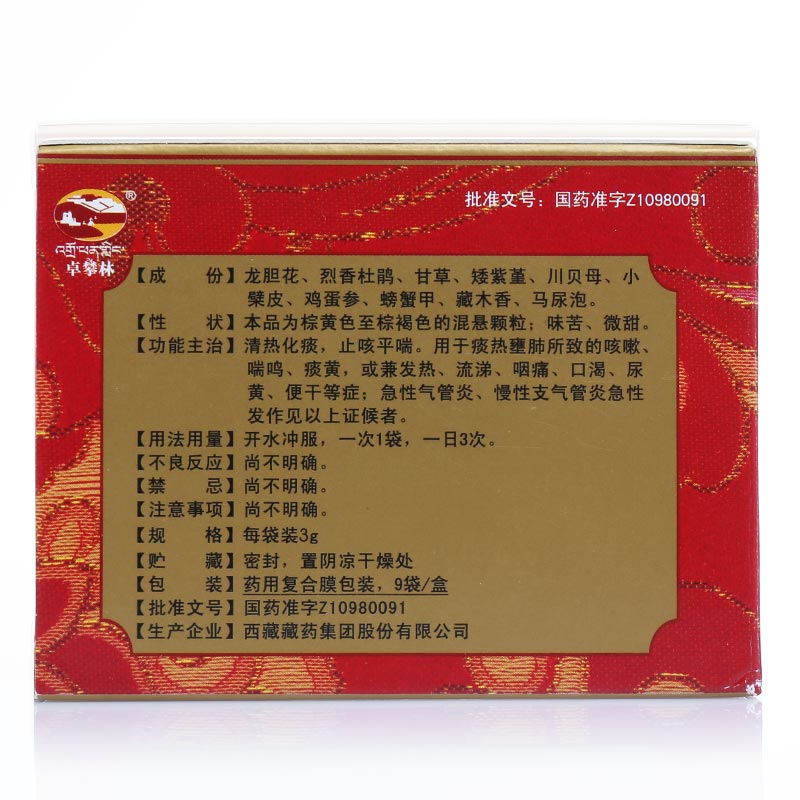 批准文号：国药准字Z10980091
®
卓攀林
【成　份】龙胆花、烈香杜鹃、甘草、矮紫堇、川贝母、小
檗皮、鸡蛋参、螃蟹甲、藏木香、马尿泡。
【性　状】本品为棕黄色至棕褐色的混悬颗粒；味苦、微甜。
【功能主治】清热化痰，止咳平喘。用于痰热壅肺所致的咳嗽、
喘鸣、痰黄，或兼发热、流涕、咽痛、口渴、尿
黄、便干等症；急性气管炎、慢性支气管炎急性
发作见以上证候者。
【用法用量】开水冲服，一次1袋，一日3次。
【不良反应】尚不明确。
【禁　忌】尚不明确。
【注意事项】尚不明确。
【规　格】每袋装3g
【贮　藏】密封，置阴凉干燥处
【包　装】药用复合膜包装，9袋/盒
【批准文号】国药准字Z10980091
【生产企业】西藏藏药集团股份有限公司